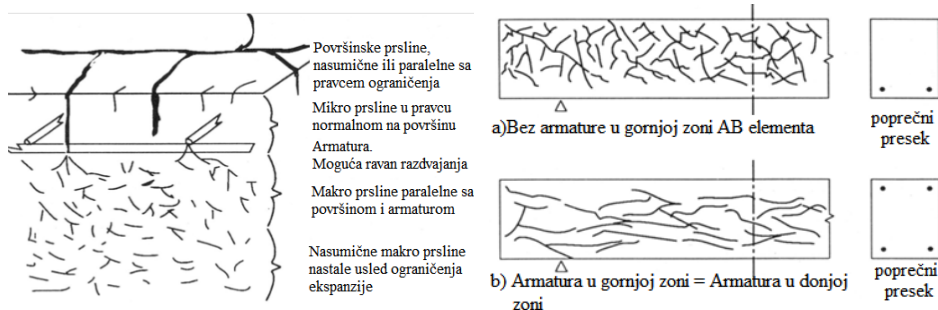 Površinske prsline,
nasumične ili paralelne sa
pravcem ograničenja
Mikro prsline u pravcu
normalnom na površinu
Armatura.
Moguća ravan razdvajanja
Makro prsline paralelne sa
površinom i armaturom
Nasumične makro prsline
nastale usled ograničenja
ekspanzije
a)Bez armature u gornjoj zoni AB elementa
poprečni
presek
b) Armatura u gornjoj zoni = Armatura u donjoj
zoni
poprečni
presek